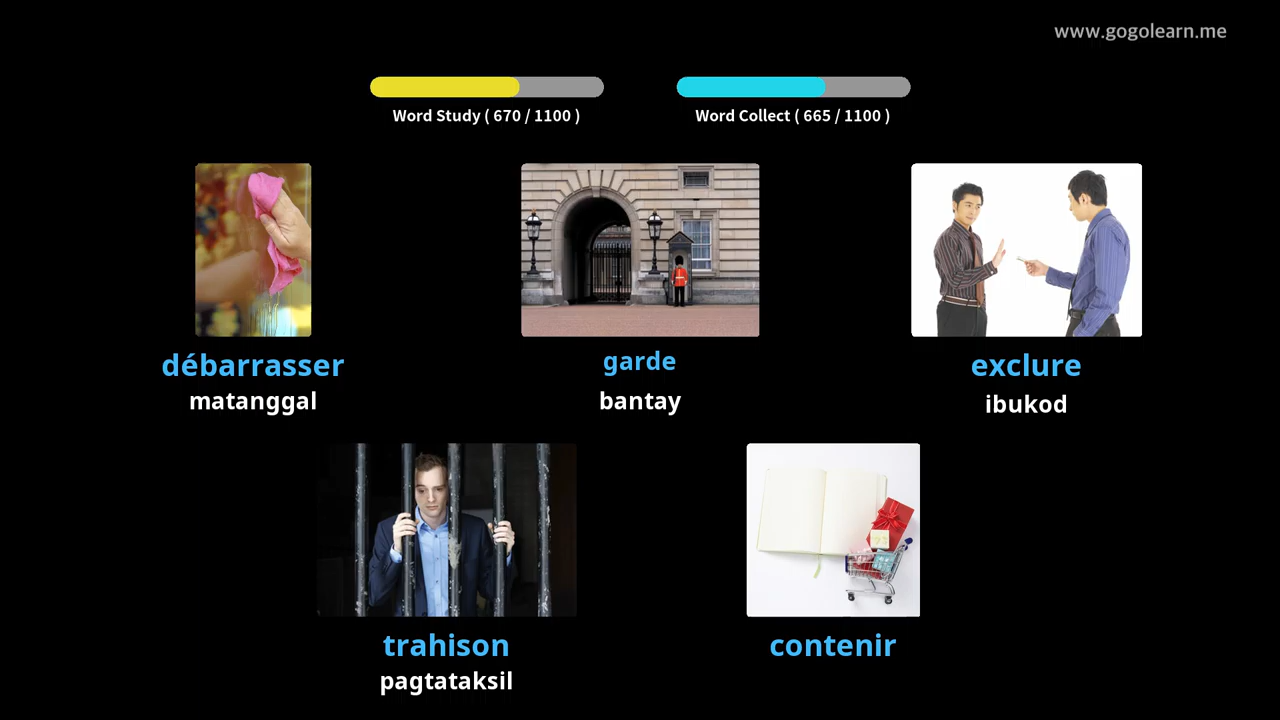 www.gogolearn.me
Word Study ( 670 / 1100 )
Word Collect ( 665 / 1100 )
débarrasser
matanggal
garde
bantay
exclure
ibukod
trahison
pagtataksil
contenir